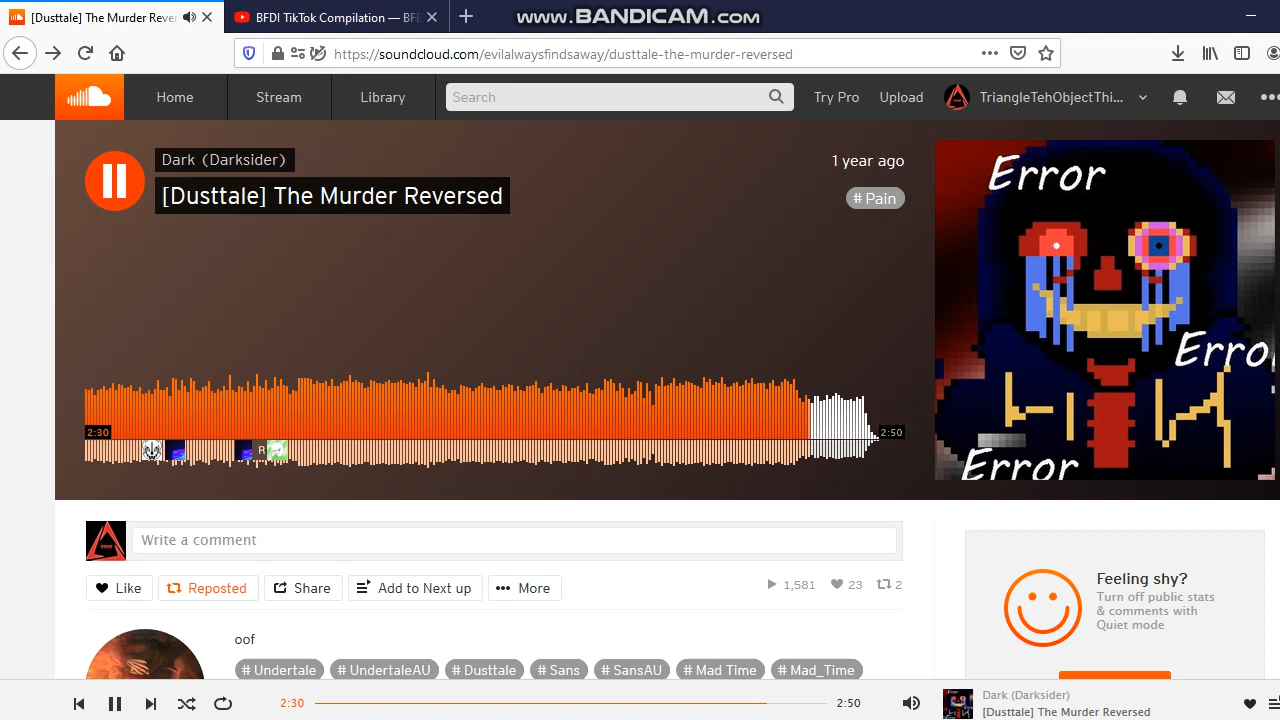 [Dusttale] The Murder Rever
BFDI TikTok Compilation — BFD
www.BANDICAM.com
https://soundcloud.com/evilalwaysfindsaway/dusttale-the-murder-reversed
Home
Stream
Library
Search
Try Pro
Upload
TriangleTehObjectThi...
Dark (Darksider)
[Dusttale] The Murder Reversed
1 year ago
# Pain
Error
Erro
Error
2:30
2:50
R
Write a comment
Like
Reposted
Share
Add to Next up
More
1,581
23
2
Feeling shy?
Turn off public stats
& comments with
Quiet mode
oof
# Undertale
# UndertaleAU
# Dusttale
# Sans
# SansAU
# Mad Time
# Mad_Time
2:30
2:50
Dark (Darksider)
[Dusttale] The Murder Reversed